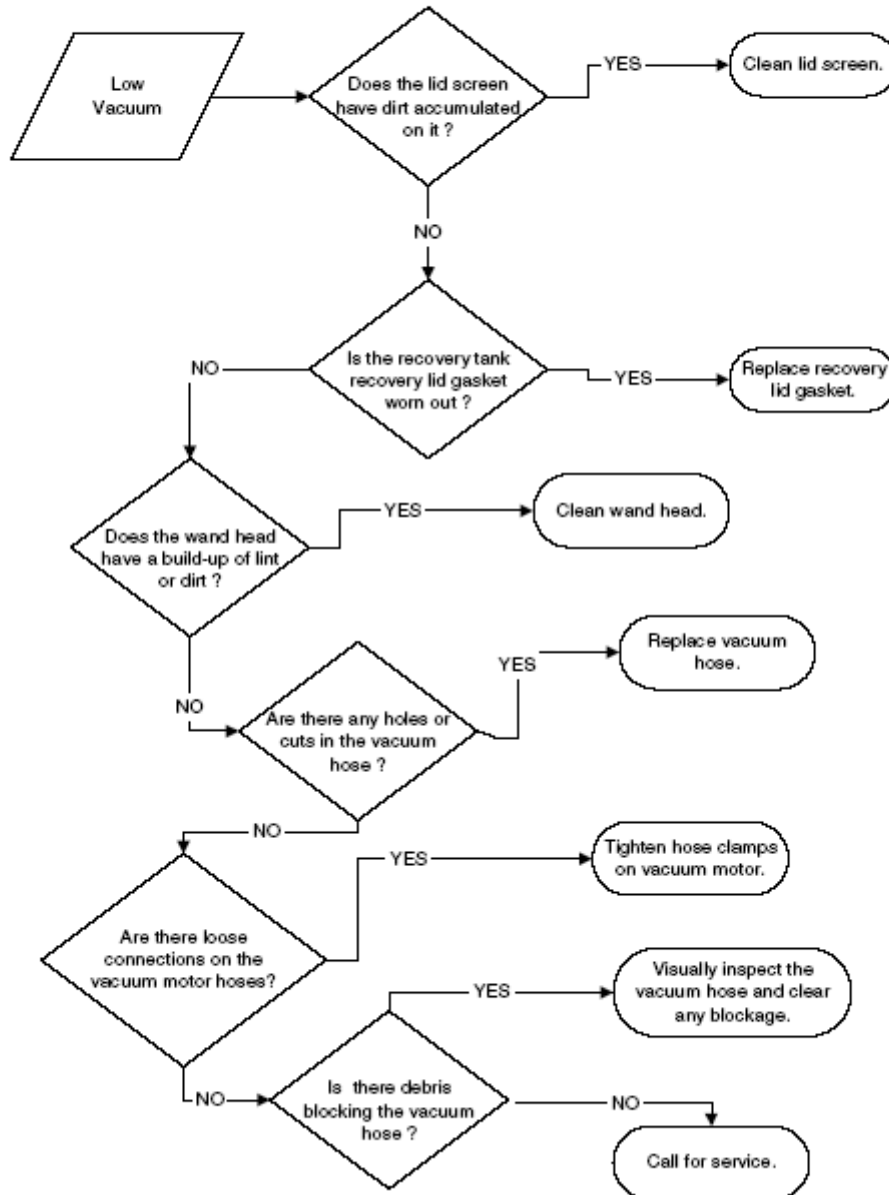 Low
Vacuum
Does the lid screen
have dirt accumulated
on it ?
YES
Clean lid screen.
NO
Is the recovery tank
recovery lid gasket
worn out ?
YES
Replace recovery
lid gasket.
NO
Does the wand head
have a build-up of lint
or dirt ?
YES
Clean wand head.
NO
Are there any holes or
cuts in the vacuum
hose ?
YES
Replace vacuum
hose.
NO
Are there loose
connections on the
vacuum motor hoses?
YES
Tighten hose clamps
on vacuum motor.
NO
Is there debris
blocking the vacuum
hose ?
YES
Visually inspect the
vacuum hose and clear
any blockage.
NO
Call for service.